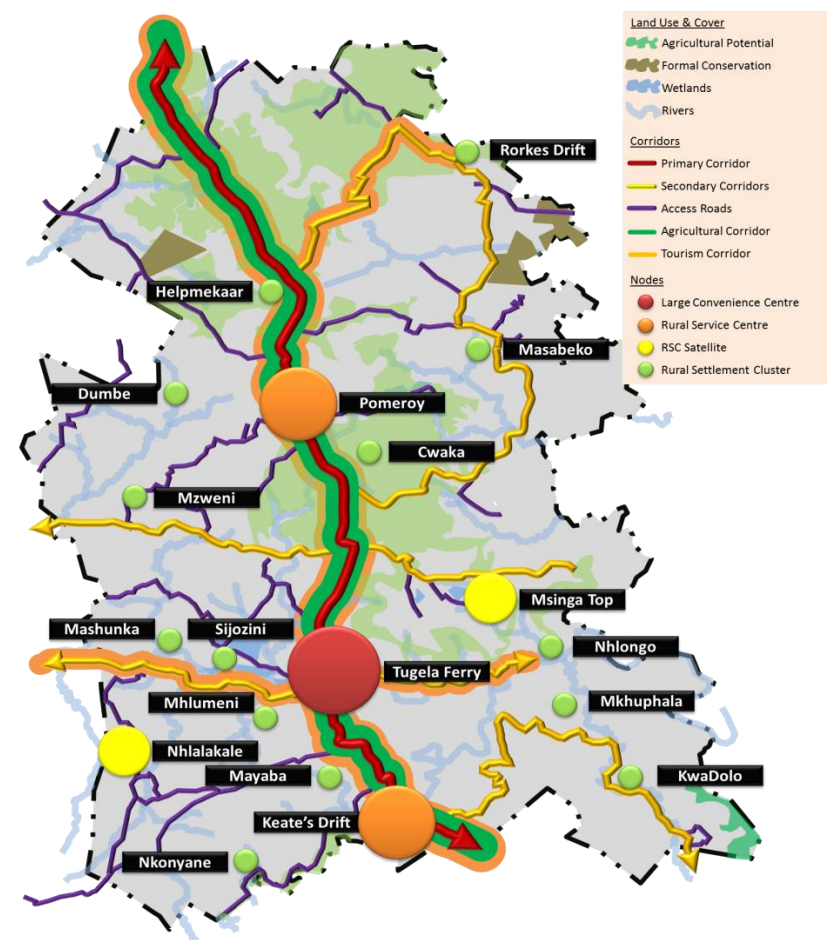 Land Use & Cover
Agricultural Potential
Formal Conservation
Wetlands
Rivers
Corridors
Primary Corridor
Secondary Corridors
Access Roads
Agricultural Corridor
Tourism Corridor
Nodes
Large Convenience Centre
Rural Service Centre
RSC Satellite
Rural Settlement Cluster
Rorkes Drift
Helpmekaar
Masabeko
Dumbe
Pomeroy
Cwaka
Mzweni
Msinga Top
Mashunka
Sijozini
Nhlongo
Tugela Ferry
Mhlumeni
Mkhuphala
Nhlalakale
Mayaba
KwaDolo
Keate's Drift
Nkonyane